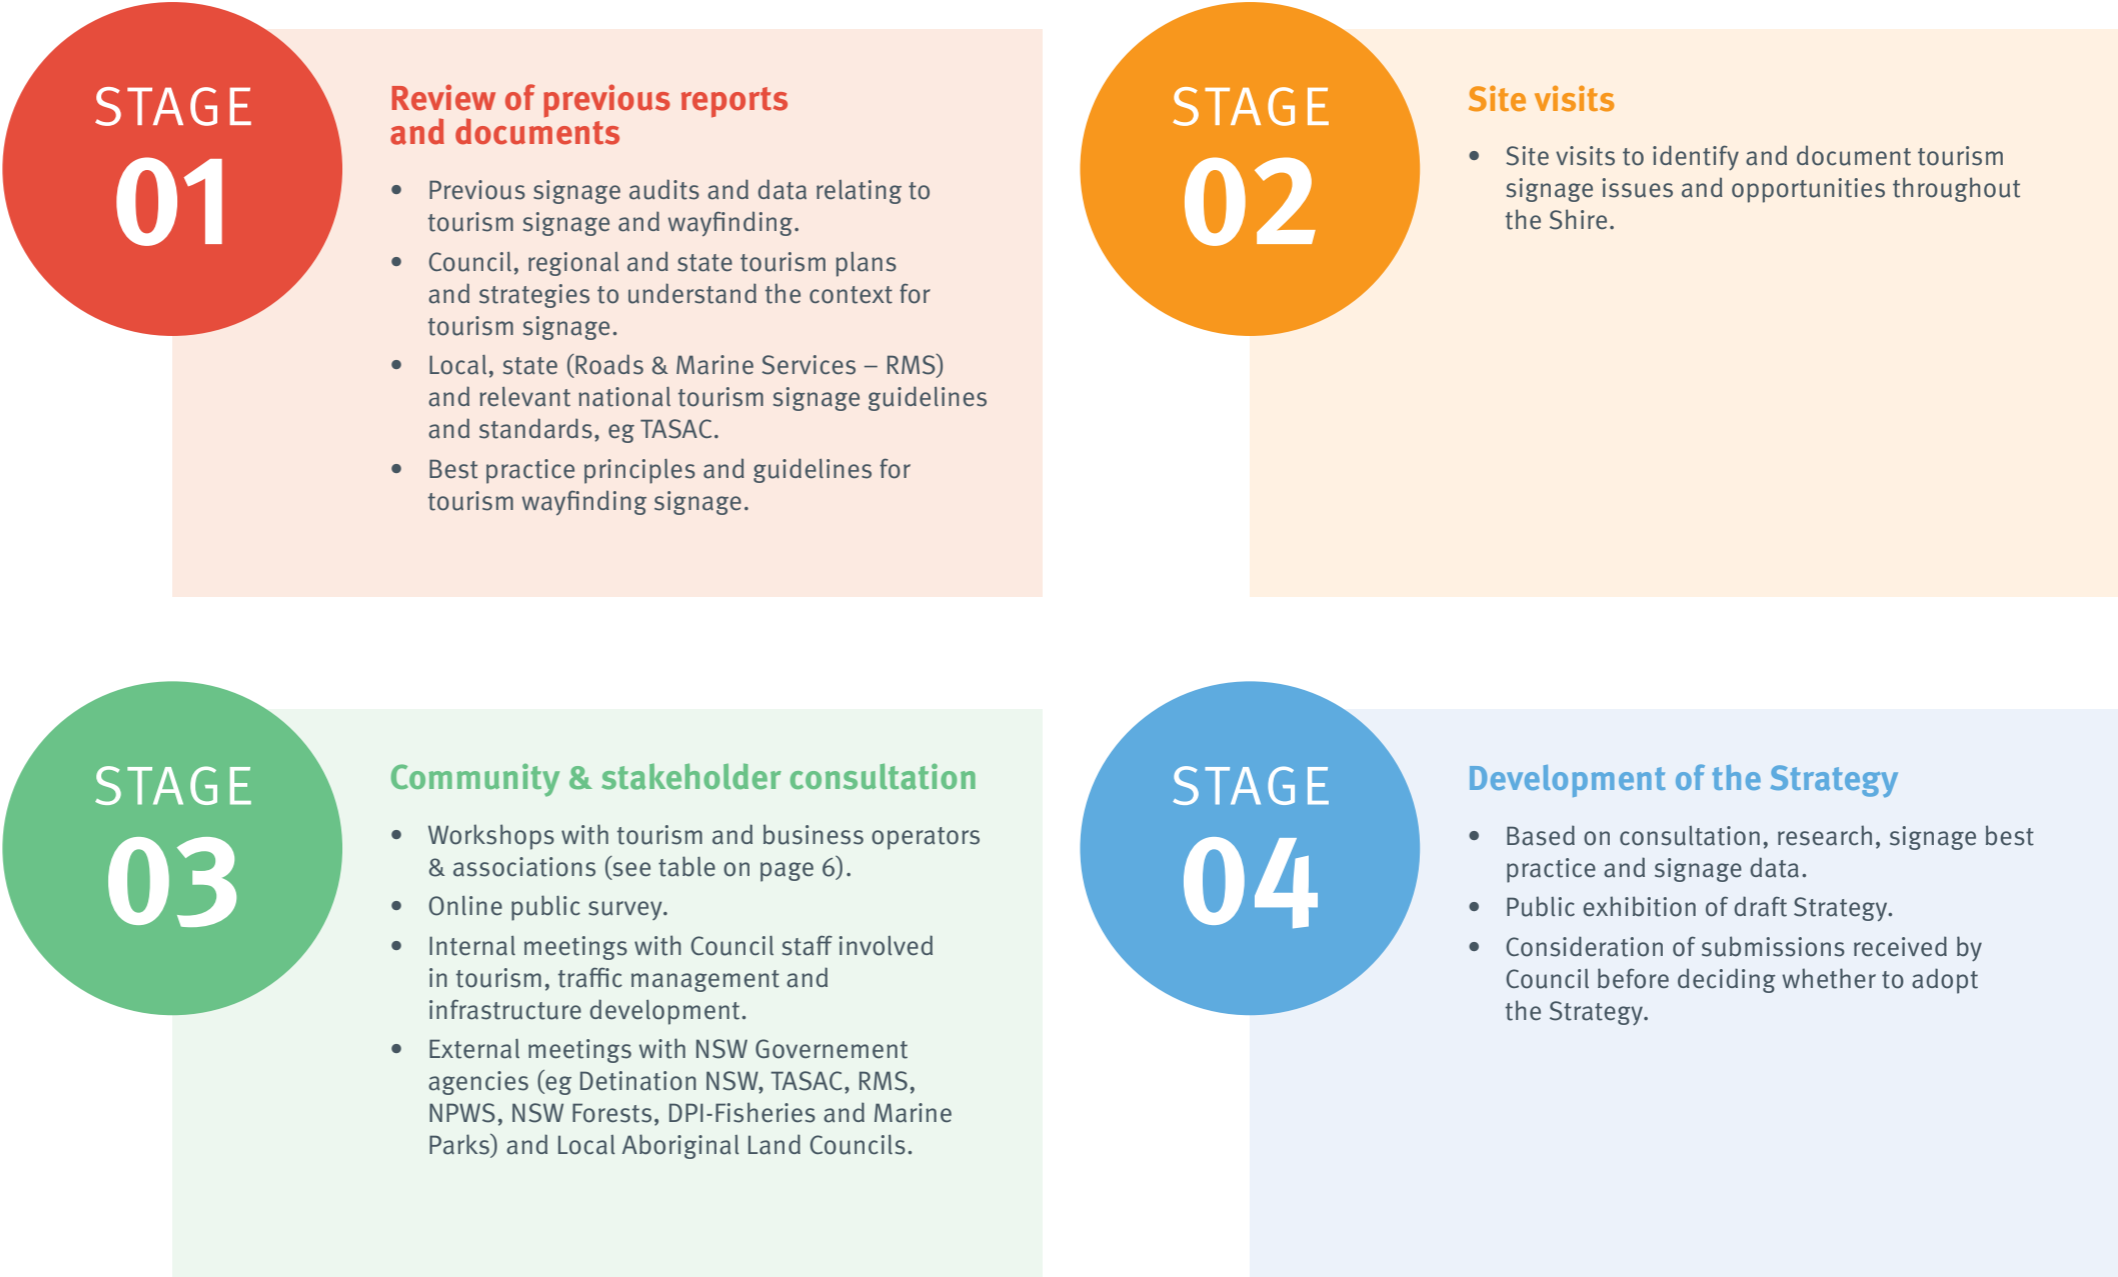 STAGE
01
Review of previous reports
and documents
• Previous signage audits and data relating to
tourism signage and wayfinding.
• Council, regional and state tourism plans
and strategies to understand the context for
tourism signage.
• Local, state (Roads & Marine Services – RMS)
and relevant national tourism signage guidelines
and standards, eg TASAC.
• Best practice principles and guidelines for
tourism wayfinding signage.
STAGE
02
Site visits
• Site visits to identify and document tourism
signage issues and opportunities throughout
the Shire.
STAGE
03
Community & stakeholder consultation
• Workshops with tourism and business operators
& associations (see table on page 6).
• Online public survey.
• Internal meetings with Council staff involved
in tourism, traffic management and
infrastructure development.
• External meetings with NSW Governement
agencies (eg Detination NSW, TASAC, RMS,
NPWS, NSW Forests, DPI-Fisheries and Marine
Parks) and Local Aboriginal Land Councils.
STAGE
04
Development of the Strategy
• Based on consultation, research, signage best
practice and signage data.
• Public exhibition of draft Strategy.
• Consideration of submissions received by
Council before deciding whether to adopt
the Strategy.